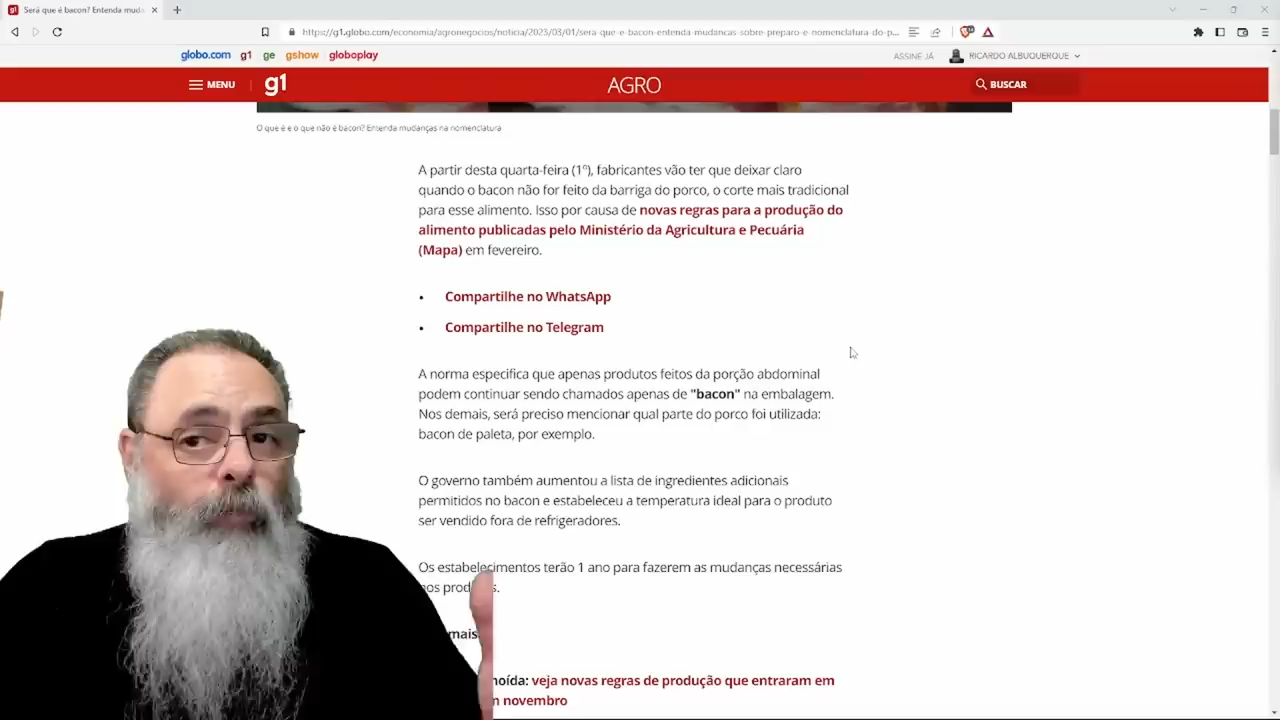 Será que é bacon? Entenda muda
https://g1.globo.com/economia/agronegocios/noticia/2023/03/01/sera-que-e-bacon-entenda-mudancas-sobre-preparo-e-nomenclatura-do-p...
globo.com g1 ge gshow globoplay
ASSINE JÁ
RICARDO ALBUQUERQUE
MENU
g1
AGRO
BUSCAR
O que é e o que não é bacon? Entenda mudanças na nomenclatura
A partir desta quarta-feira (1º), fabricantes vão ter que deixar claro
quando o bacon não for feito da barriga do porco, o corte mais tradicional
para esse alimento. Isso por causa de novas regras para a produção do
alimento publicadas pelo Ministério da Agricultura e Pecuária
(Mapa) em fevereiro.
• Compartilhe no WhatsApp
• Compartilhe no Telegram
A norma especifica que apenas produtos feitos da porção abdominal
podem continuar sendo chamados apenas de "bacon" na embalagem.
Nos demais, será preciso mencionar qual parte do porco foi utilizada:
bacon de paleta, por exemplo.
O governo também aumentou a lista de ingredientes adicionais
permitidos no bacon e estabeleceu a temperatura ideal para o produto
ser vendido fora de refrigeradores.
Os estabelecimentos terão 1 ano para fazerem as mudanças necessárias
mais
veja novas regras de produção que entraram em
novembro